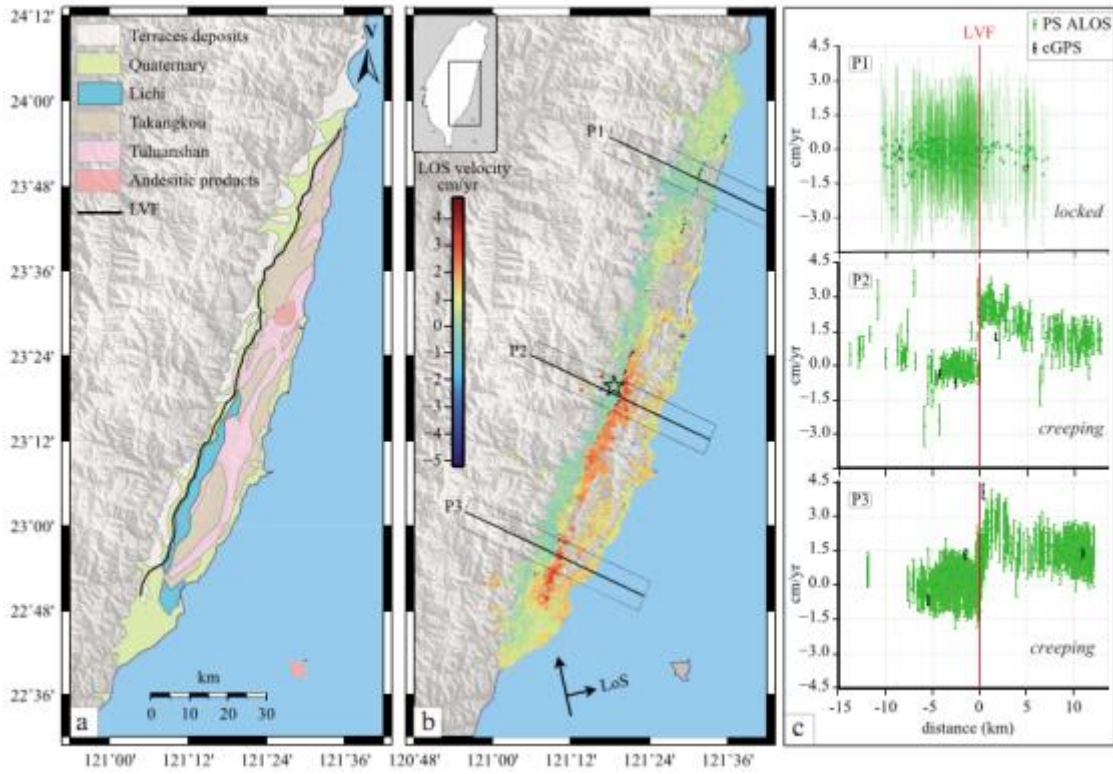 24°12'
24°00'
23°48'
23°36'
23°24'
23°12'
23°00'
22°48'
22°36'
Terraces deposits
Quaternary
Lichi
Takangkou
Tuluanshan
Andesitic products
LVF
N
km
0 10 20 30
a
121°00' 121°12' 121°24' 121°36'
P1
LOS velocity
cm/yr
4
3
2
1
0
-1
-2
-3
-4
-5
P2
P3
LoS
b
120°48' 121°00' 121°12' 121°24' 121°36'
PS ALOS
cGPS
LVF
4.5
3.0
1.5
0.0
-1.5
-3.0
cm/yr
P1
locked
4.5
3.0
1.5
0.0
-1.5
-3.0
cm/yr
P2
creeping
4.5
3.0
1.5
0.0
-1.5
-3.0
-4.5
cm/yr
P3
creeping
-15 -10 -5 0 5 10
distance (km)
c